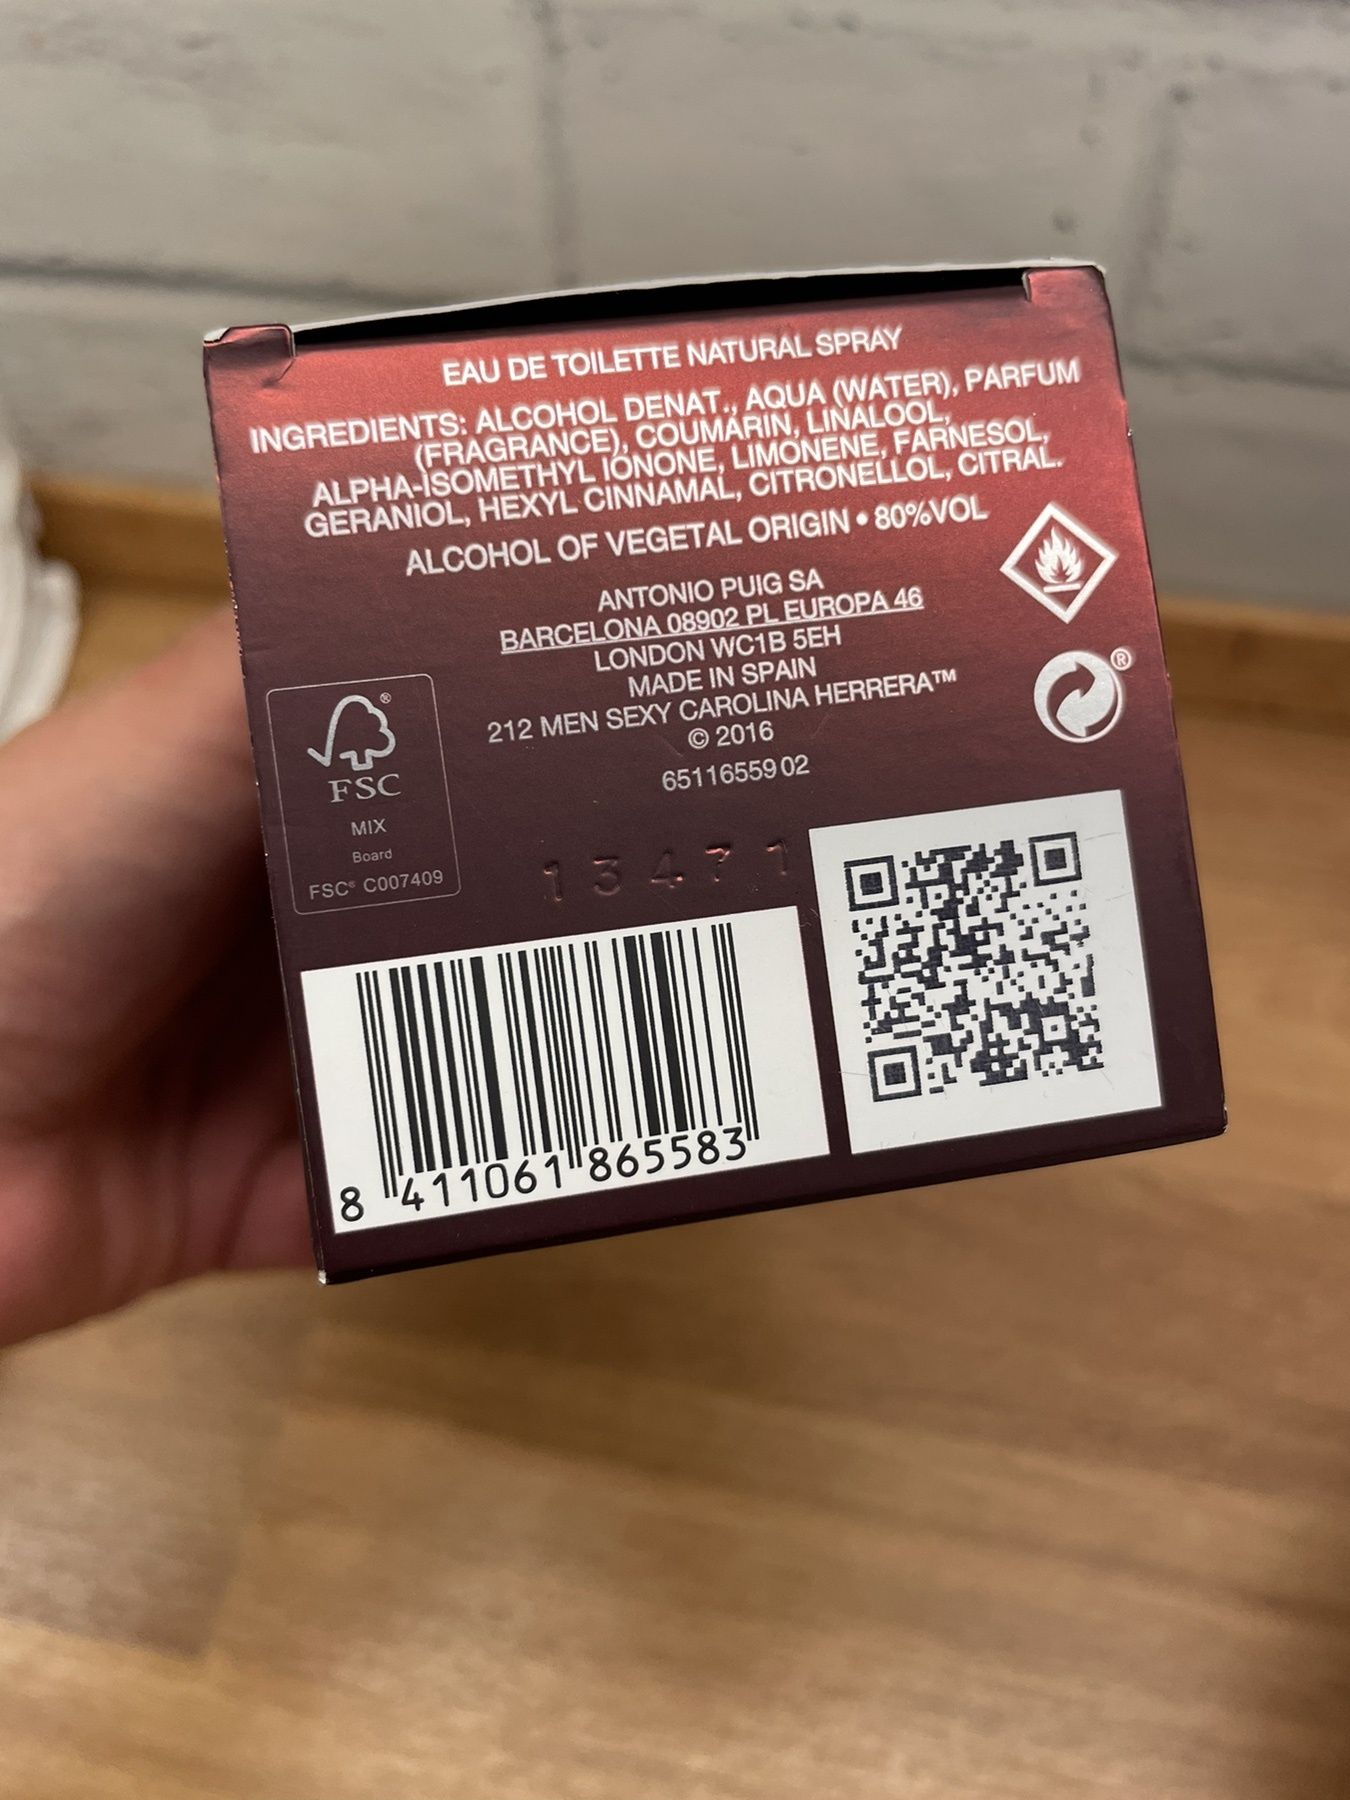 EAU DE TOILETTE NATURAL SPRAY
INGREDIENTS: ALCOHOL DENAT., AQUA (WATER), PARFUM
(FRAGRANCE), COUMARIN, LINALOOL,
ALPHA-ISOMETHYL IONONE, LIMONENE, FARNESOL,
GERANIOL, HEXYL CINNAMAL, CITRONELLOL, CITRAL.
ALCOHOL OF VEGETAL ORIGIN • 80%VOL
ANTONIO PUIG SA
BARCELONA 08902 PL EUROPA 46
LONDON WC1B 5EH
MADE IN SPAIN
212 MEN SEXY CAROLINA HERRERA™
© 2016
6511655902
®
FSC
MIX
Board
FSC® C007409
®
13471
8 411061 865583